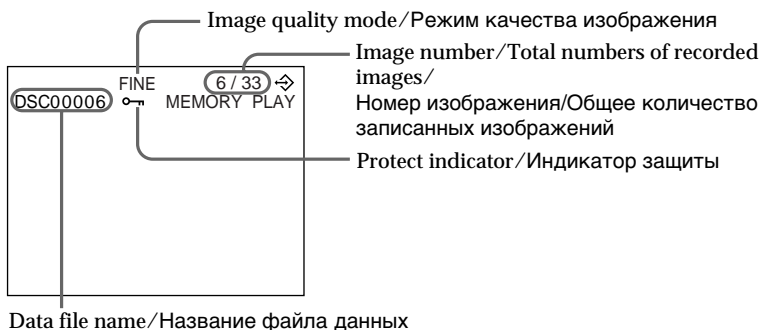 Image quality mode/Режим качества изображения
Image number/Total numbers of recorded
images/
Номер изображения/Общее количество
записанных изображений
FINE 6 / 33
DSC00006 MEMORY PLAY
Protect indicator/Индикатор защиты
Data file name/Название файла данных